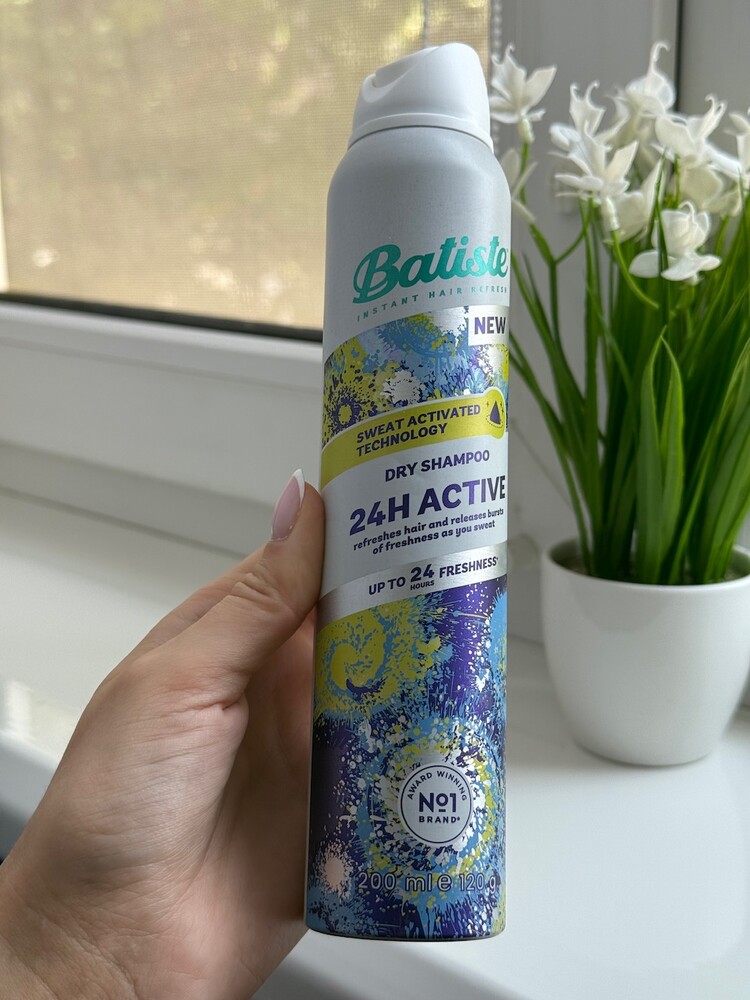 Batiste
INSTANT HAIR REFRESH
NEW
SWEAT ACTIVATED
TECHNOLOGY
DRY SHAMPOO
24H ACTIVE
refreshes hair and releases bursts
of freshness as you sweat
UP TO 24 HOURS FRESHNESS*
AWARD WINNING
Nº1
BRAND*
200 ml e 120 g